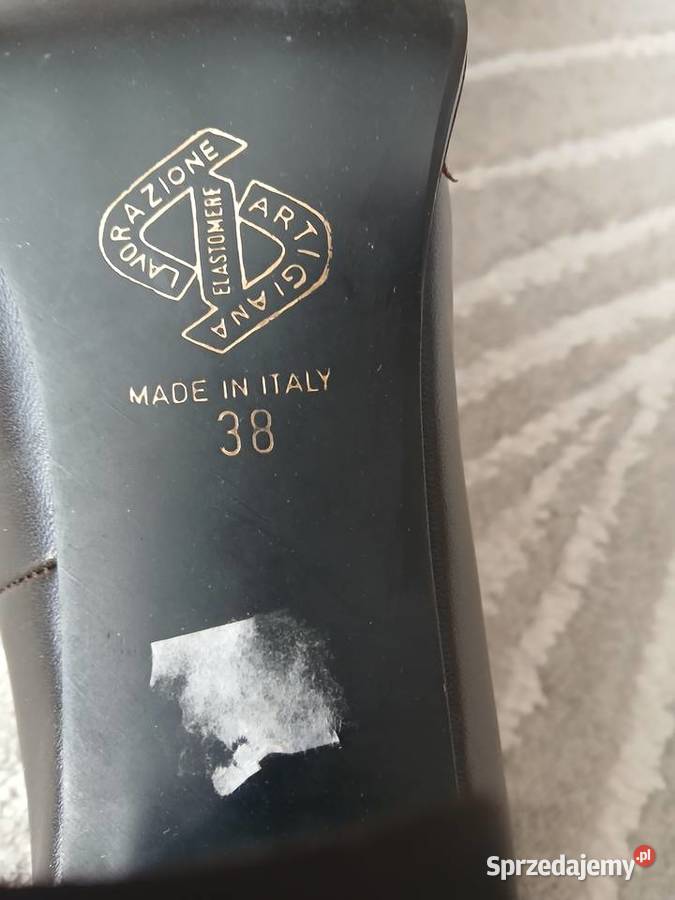 LAVORAZIONE
ELASTOMERE
ARTIGIANA
MADE IN ITALY
38
Sprzedajemy.pl